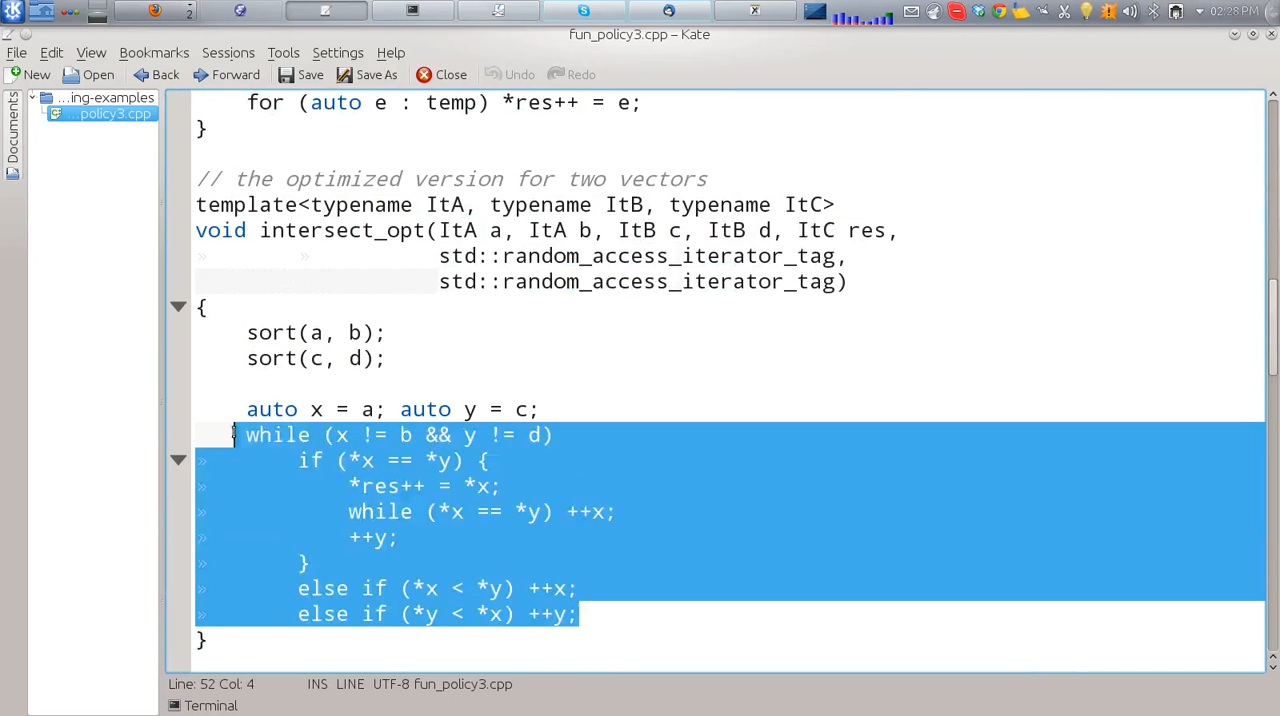 02:28 PM
fun_policy3.cpp – Kate
File Edit View Bookmarks Sessions Tools Settings Help
New Open Back Forward Save Save As Close Undo Redo
Documents
...ing-examples
...policy3.cpp
for (auto e : temp) *res++ = e;
}
// the optimized version for two vectors
template<typename ItA, typename ItB, typename ItC>
void intersect_opt(ItA a, ItA b, ItB c, ItB d, ItC res,
std::random_access_iterator_tag,
std::random_access_iterator_tag)
{
sort(a, b);
sort(c, d);
auto x = a; auto y = c;
while (x != b && y != d)
if (*x == *y) {
*res++ = *x;
while (*x == *y) ++x;
++y;
}
else if (*x < *y) ++x;
else if (*y < *x) ++y;
}
Line: 52 Col: 4 INS LINE UTF-8 fun_policy3.cpp
Terminal